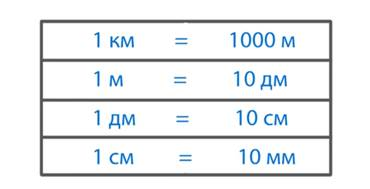 1 км = 1000 м
1 м = 10 дм
1 дм = 10 см
1 см = 10 мм